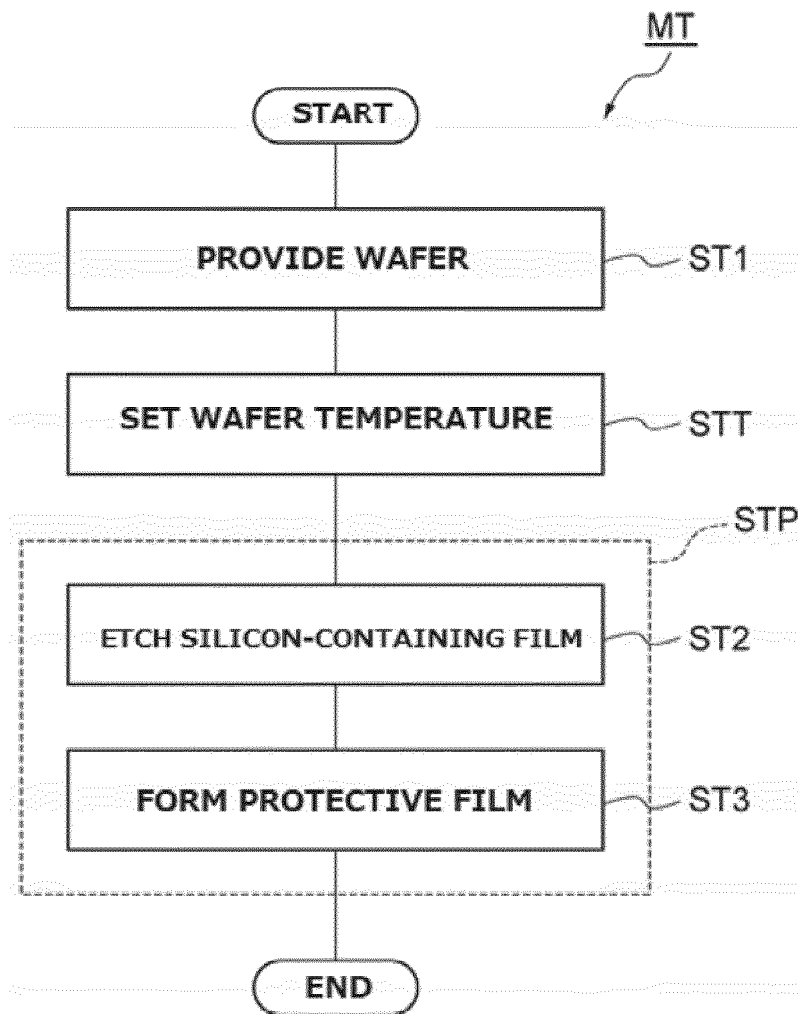 MT
START
PROVIDE WAFER
ST1
SET WAFER TEMPERATURE
STT
STP
ETCH SILICON-CONTAINING FILM
ST2
FORM PROTECTIVE FILM
ST3
END